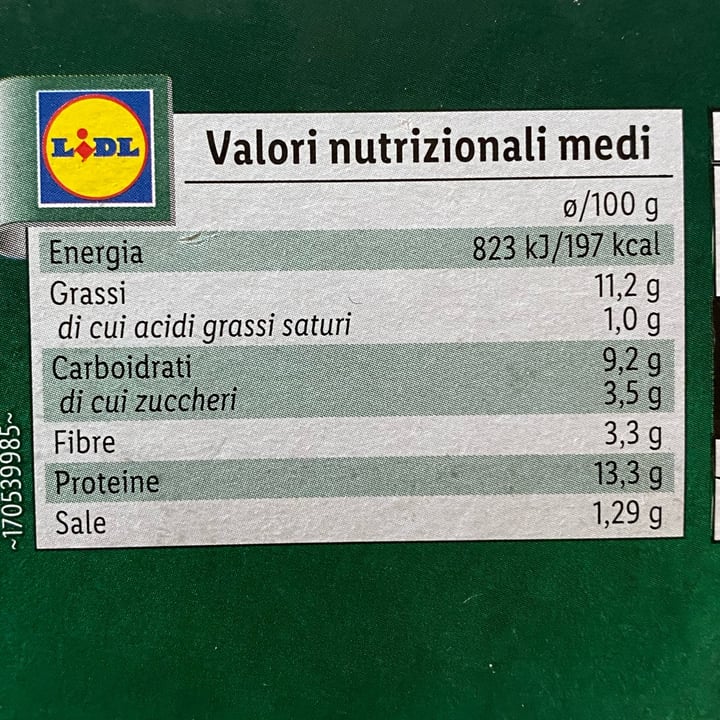 LIDL
Valori nutrizionali medi
ø/100 g
Energia 823 kJ/197 kcal
Grassi 11,2 g
di cui acidi grassi saturi 1,0 g
Carboidrati 9,2 g
di cui zuccheri 3,5 g
Fibre 3,3 g
Proteine 13,3 g
Sale 1,29 g
~170539985~